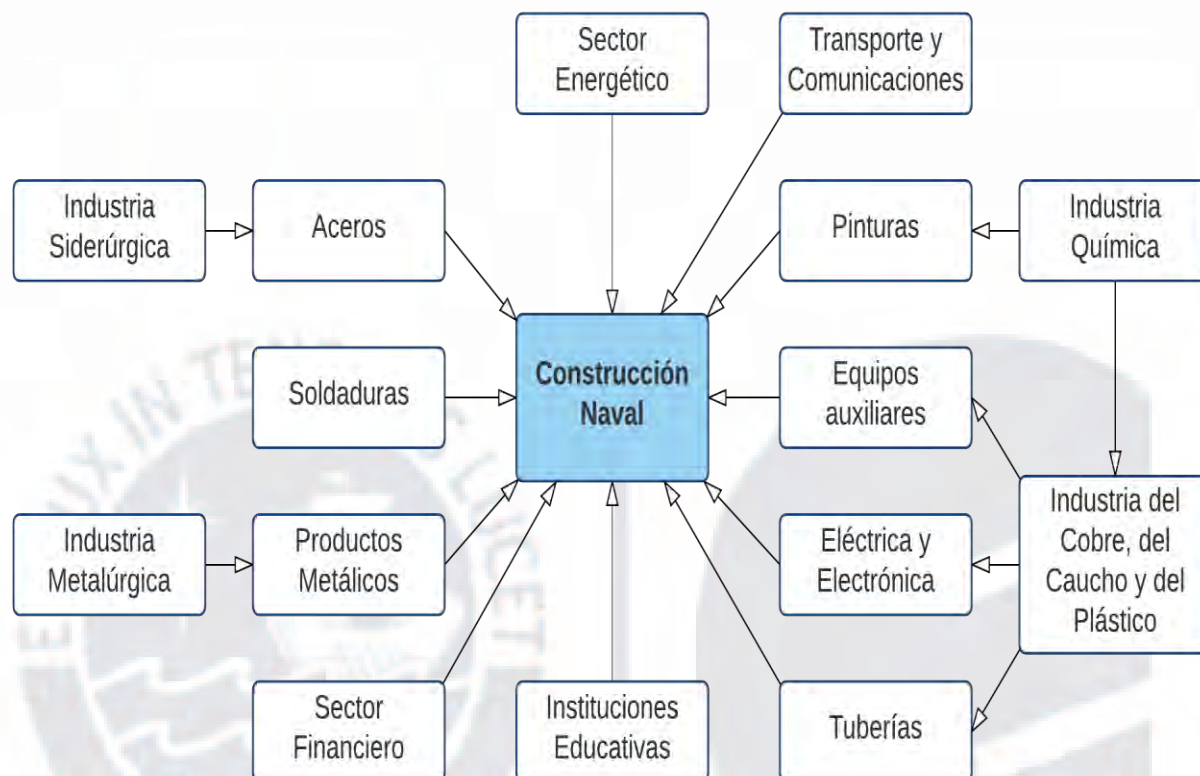 Sector
Energético
Transporte y
Comunicaciones
Industria
Siderúrgica
Aceros
Pinturas
Industria
Química
Construcción
Naval
Soldaduras
Equipos
auxiliares
Industria
Metalúrgica
Productos
Metálicos
Eléctrica y
Electrónica
Industria del
Cobre, del
Caucho y del
Plástico
Sector
Financiero
Instituciones
Educativas
Tuberías